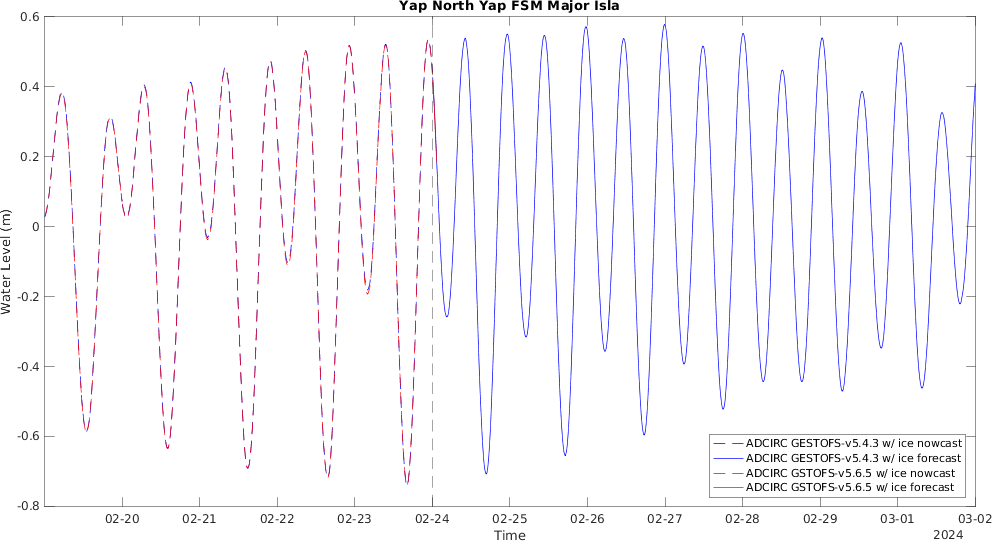 Yap North Yap FSM Major Isla
0.6
0.4
0.2
0
-0.2
-0.4
-0.6
-0.8
Water Level (m)
ADCIRC GESTOFS-v5.4.3 w/ ice nowcast
ADCIRC GESTOFS-v5.4.3 w/ ice forecast
ADCIRC GSTOFS-v5.6.5 w/ ice nowcast
ADCIRC GSTOFS-v5.6.5 w/ ice forecast
02-20 02-21 02-22 02-23 02-24 02-25 02-26 02-27 02-28 02-29 03-01 03-02
Time
2024